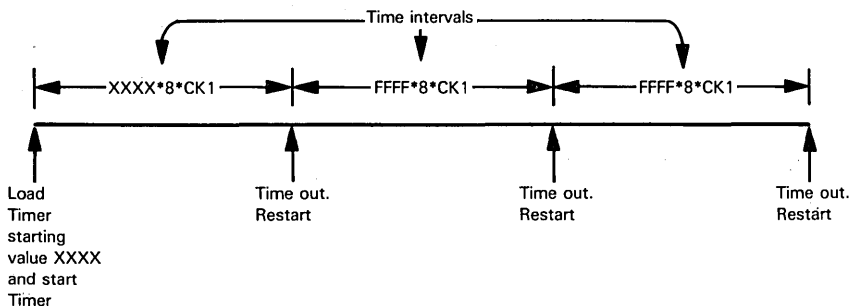 Time intervals
XXXX*8*CK1
FFFF*8*CK1
FFFF*8*CK1
Load
Timer
starting
value XXXX
and start
Timer
Time out.
Restart
Time out.
Restart
Time out.
Restart